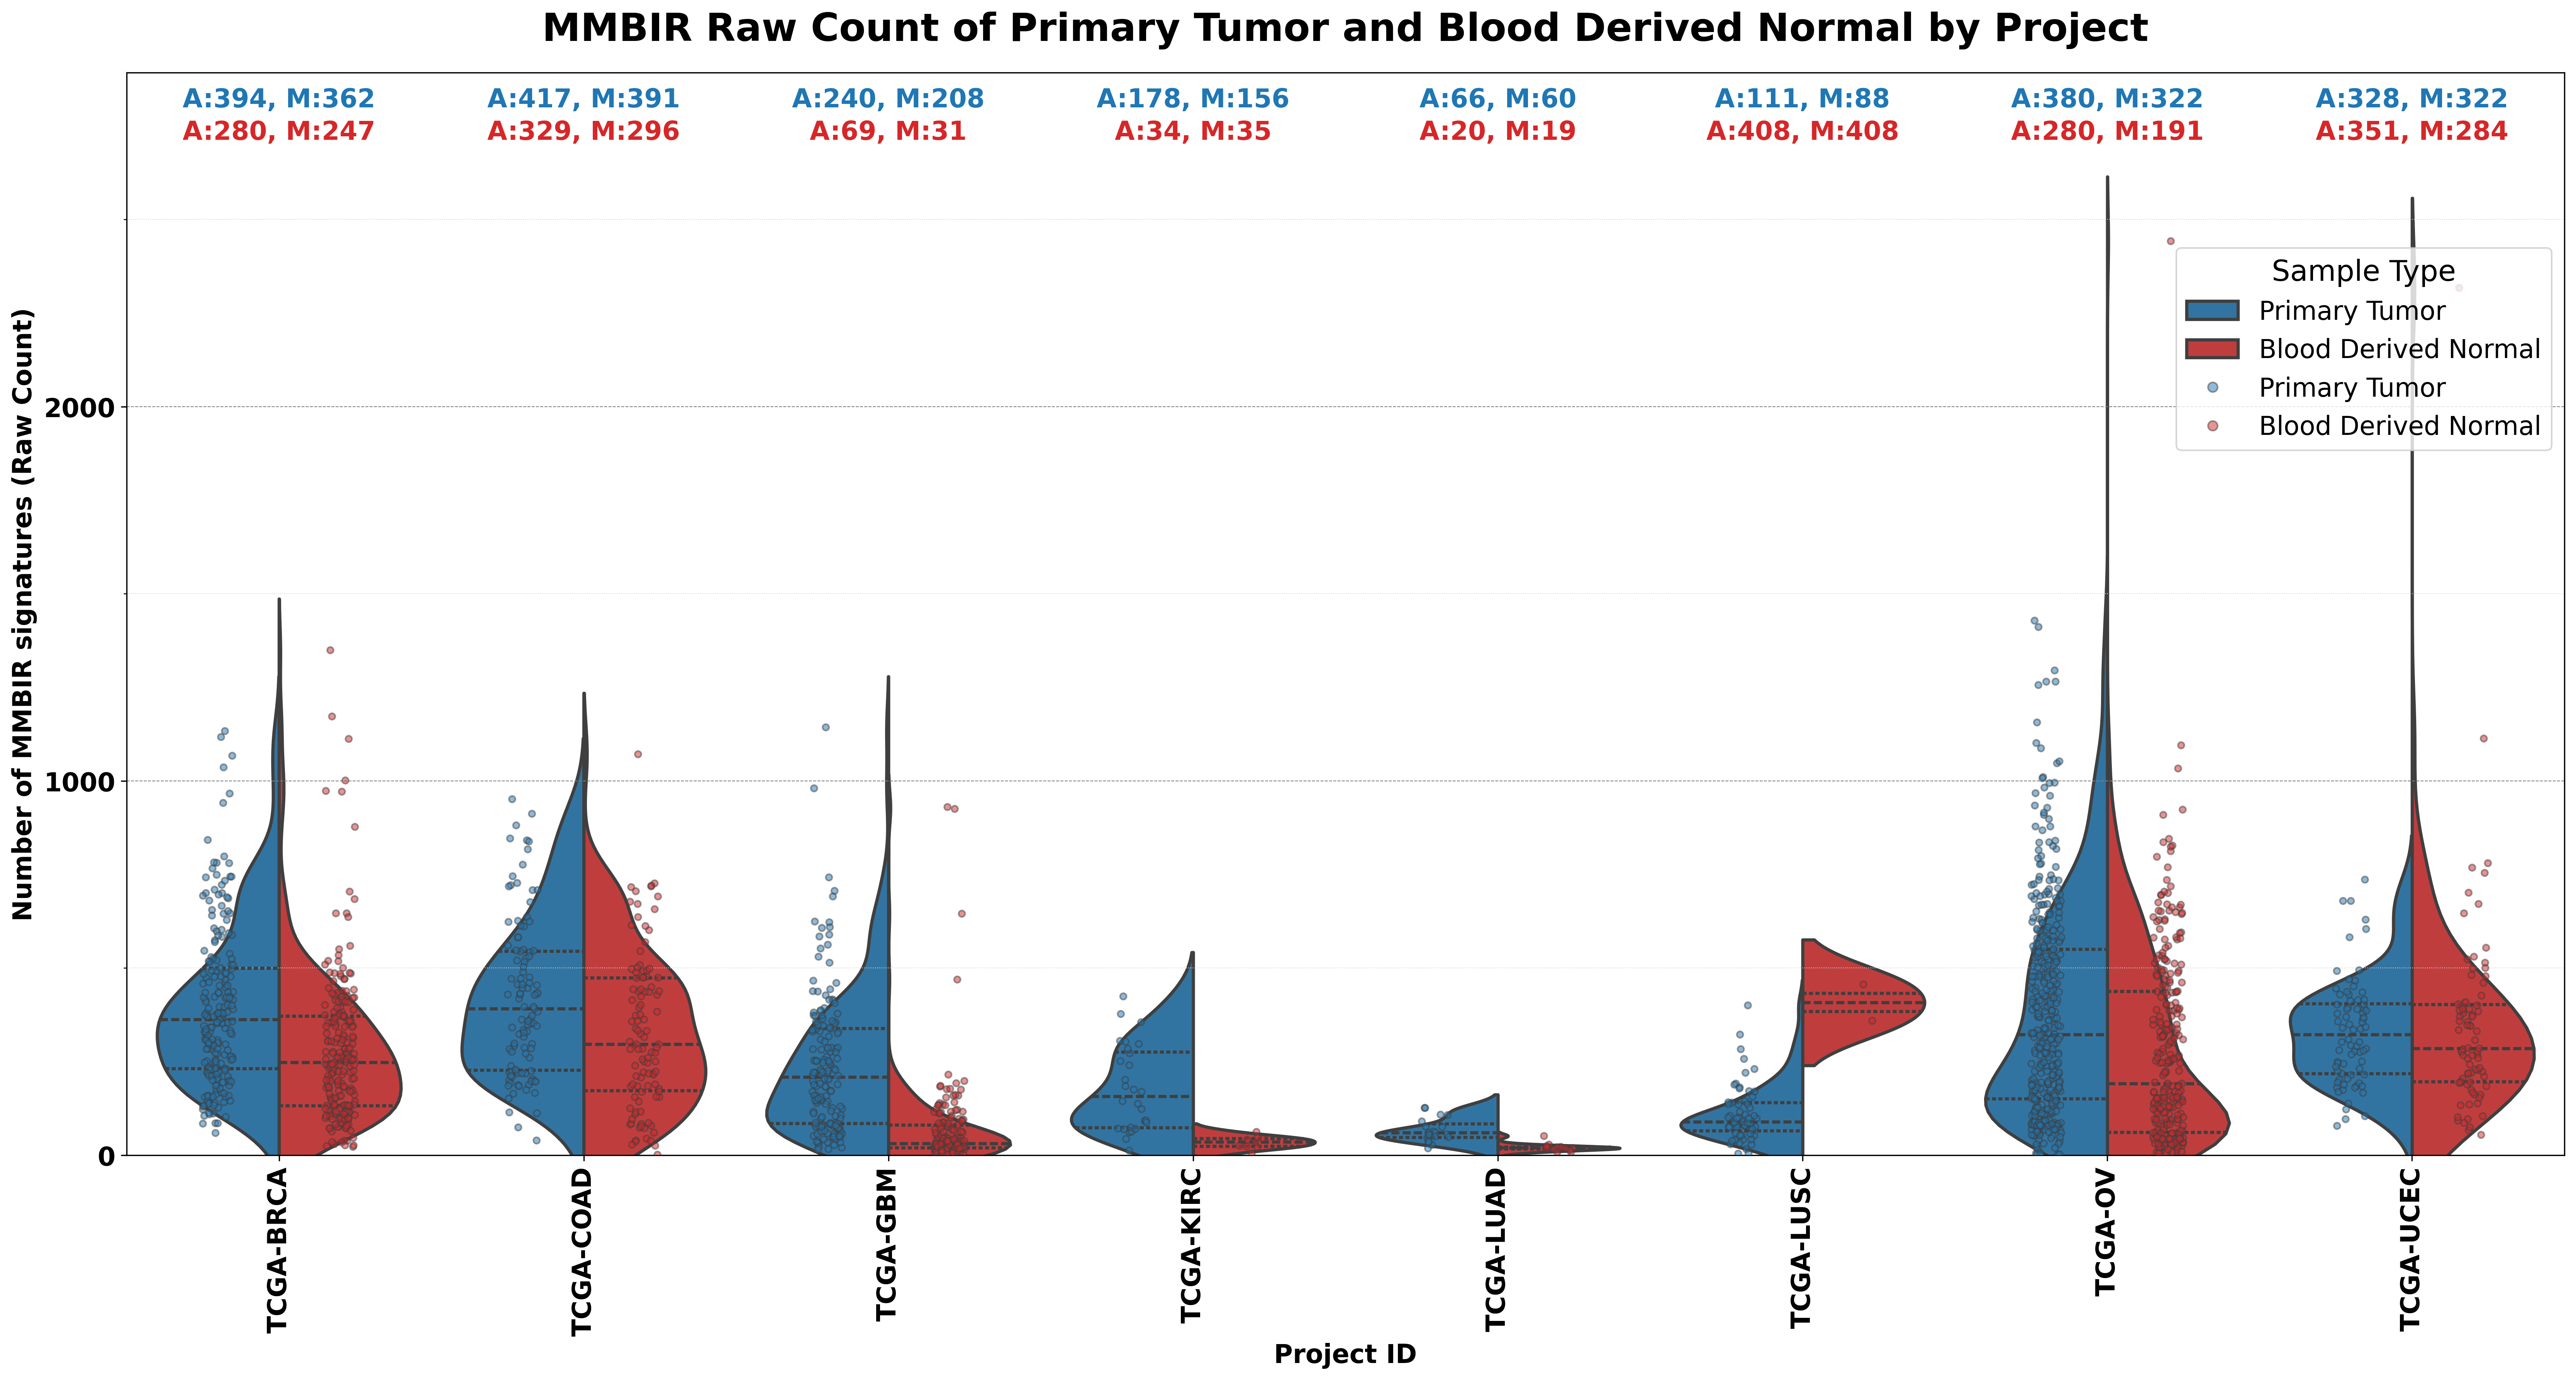 MMBIR Raw Count of Primary Tumor and Blood Derived Normal by Project
A:394, M:362
A:280, M:247
A:417, M:391
A:329, M:296
A:240, M:208
A:69, M:31
A:178, M:156
A:34, M:35
A:66, M:60
A:20, M:19
A:111, M:88
A:408, M:408
A:380, M:322
A:280, M:191
A:328, M:322
A:351, M:284
Number of MMBIR signatures (Raw Count)
2000
1000
0
Sample Type
Primary Tumor
Blood Derived Normal
Primary Tumor
Blood Derived Normal
TCGA-BRCA
TCGA-COAD
TCGA-GBM
TCGA-KIRC
TCGA-LUAD
TCGA-LUSC
TCGA-OV
TCGA-UCEC
Project ID